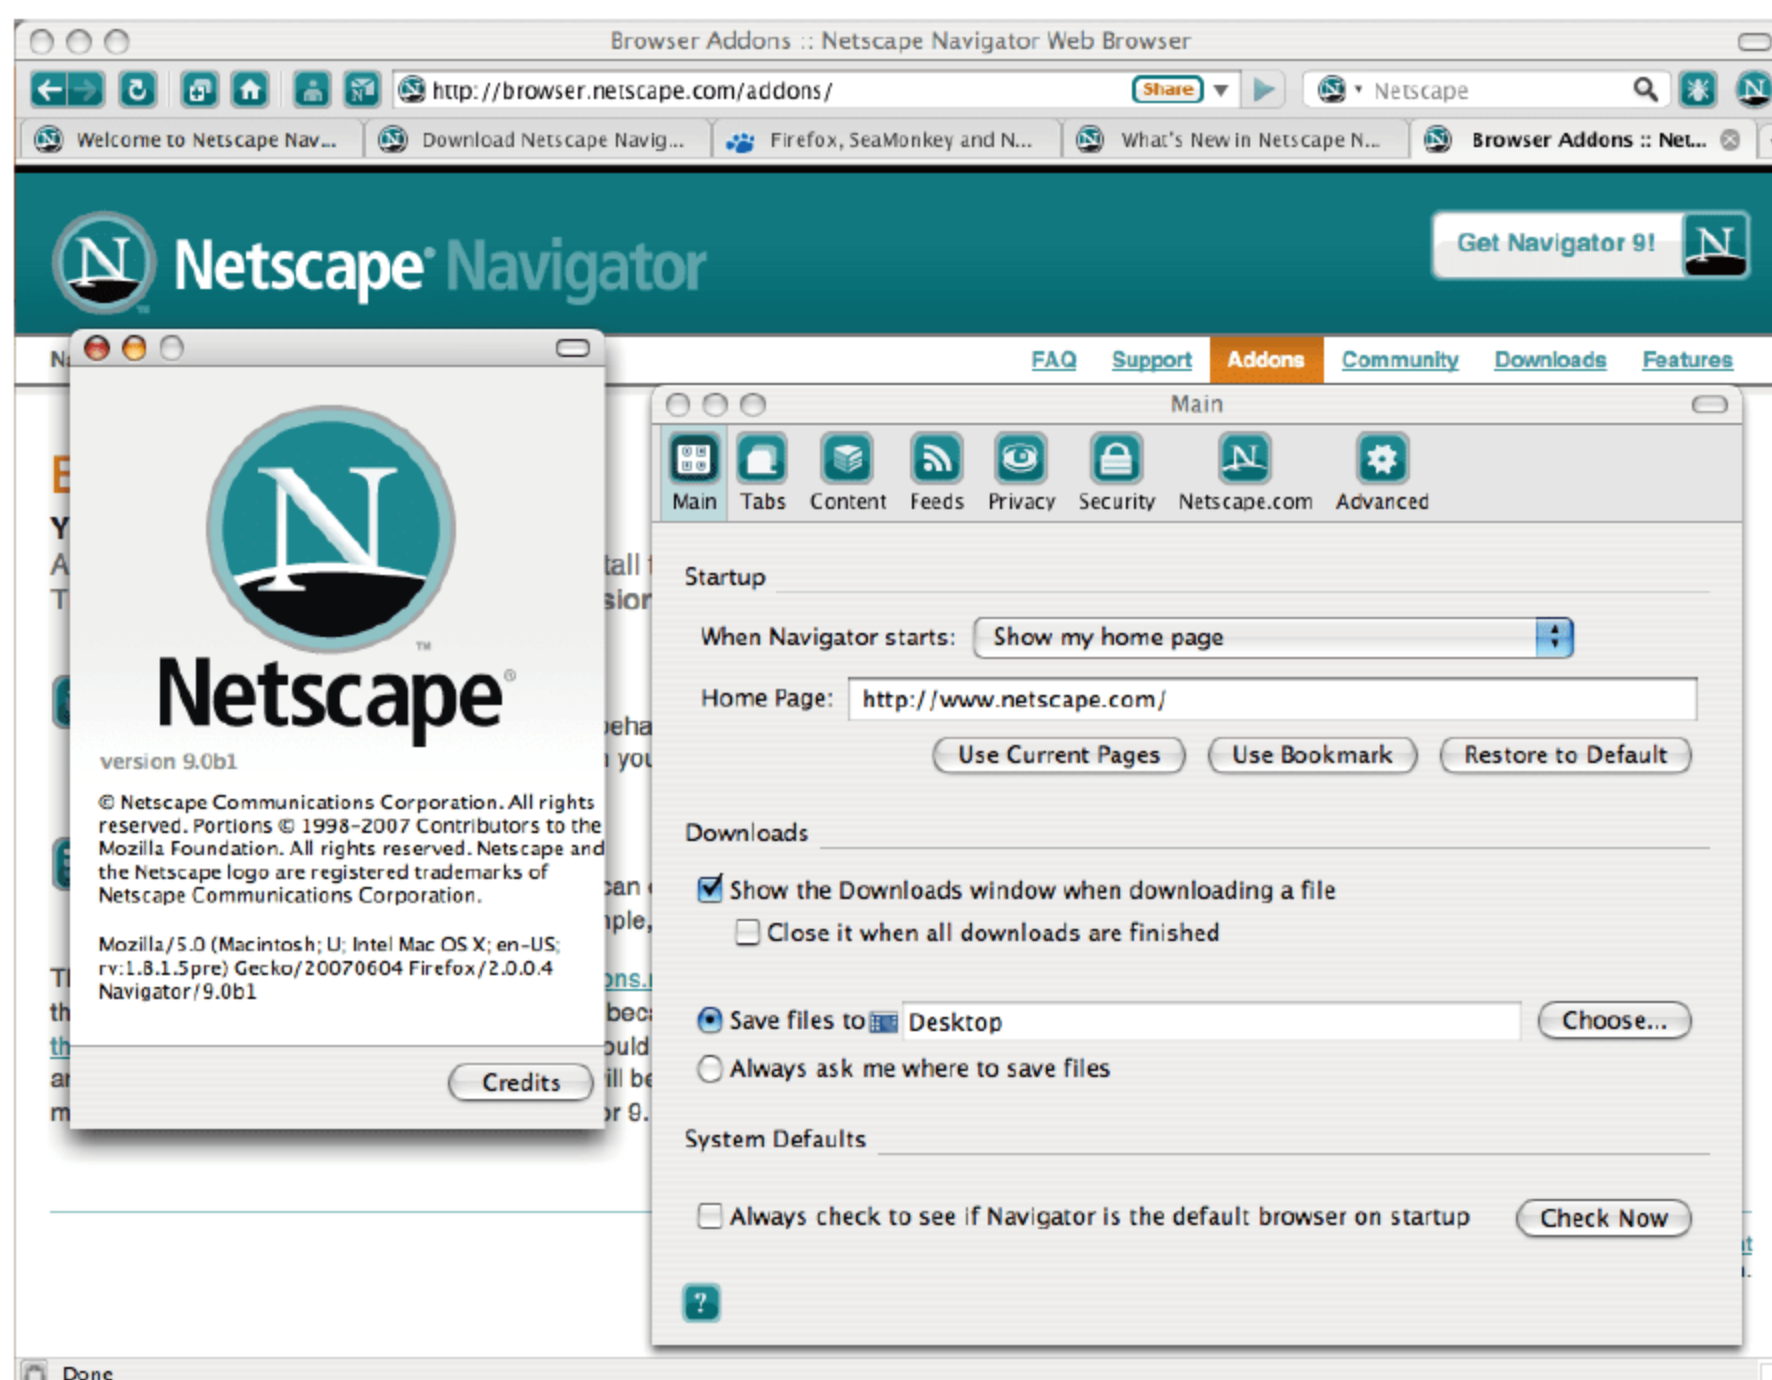 Browser Addons :: Netscape Navigator Web Browser
http://browser.netscape.com/addons/
Share
Netscape
Welcome to Netscape Nav...
Download Netscape Navig...
Firefox, SeaMonkey and N...
What's New in Netscape N...
Browser Addons :: Net...
N Netscape Navigator
Get Navigator 9! N
FAQ Support Addons Community Downloads Features
N
Netscape®
version 9.0b1
© Netscape Communications Corporation. All rights
reserved. Portions © 1998-2007 Contributors to the
Mozilla Foundation. All rights reserved. Netscape and
the Netscape logo are registered trademarks of
Netscape Communications Corporation.
Mozilla/5.0 (Macintosh; U; Intel Mac OS X; en-US;
rv:1.8.1.5pre) Gecko/20070604 Firefox/2.0.0.4
Navigator/9.0b1
Credits
Main
Main Tabs Content Feeds Privacy Security Netscape.com Advanced
Startup
When Navigator starts: Show my home page
Home Page: http://www.netscape.com/
Use Current Pages Use Bookmark Restore to Default
Downloads
Show the Downloads window when downloading a file
Close it when all downloads are finished
Save files to Desktop Choose...
Always ask me where to save files
System Defaults
Always check to see if Navigator is the default browser on startup Check Now
?
Done